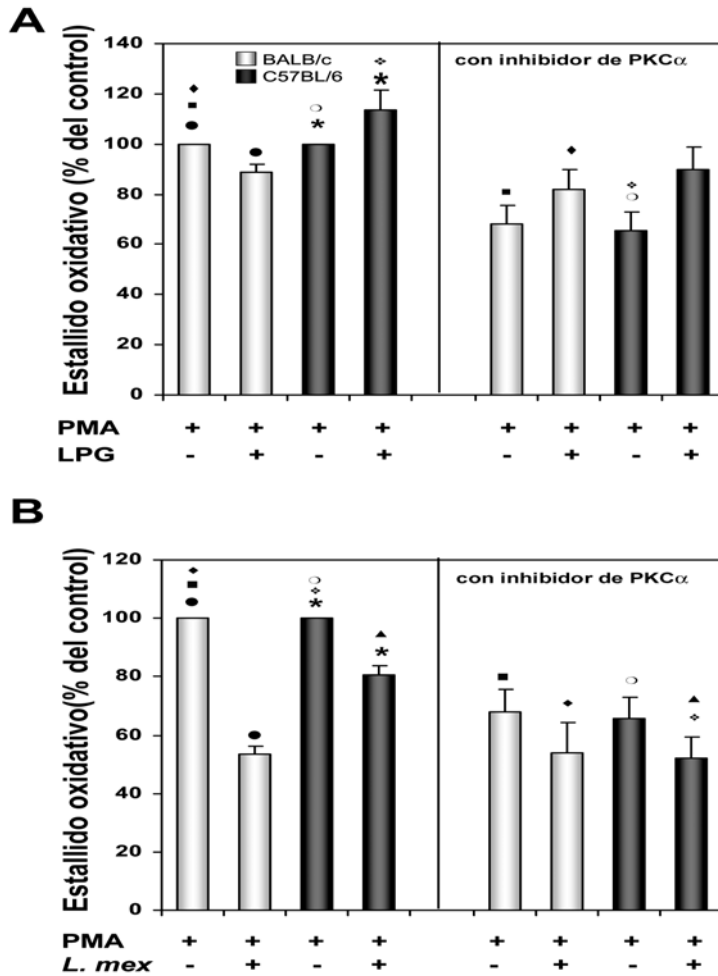 A
Estallido oxidativo (% del control)
140
120
100
80
60
40
20
0
BALB/c
C57BL/6
con inhibidor de PKCα
*
*
PMA + + + + + + + +
LPG - + - + - + - +
B
Estallido oxidativo(% del control)
120
100
80
60
40
20
0
con inhibidor de PKCα
*
*
PMA + + + + + + + +
L. mex - + - + - + - +